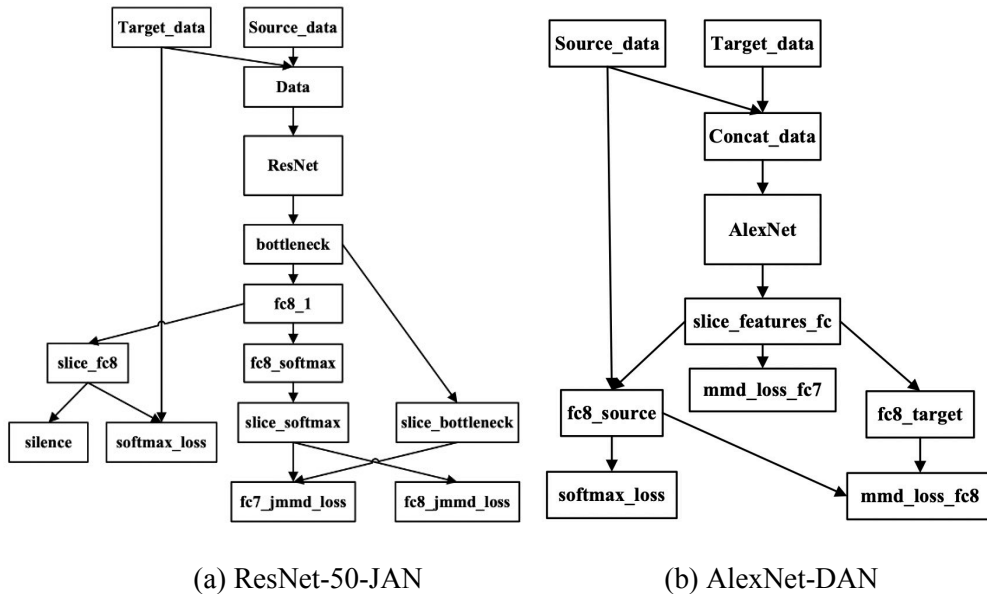 Target_data
Source_data
Data
ResNet
bottleneck
fc8_1
slice_fc8
fc8_softmax
silence
softmax_loss
slice_softmax
slice_bottleneck
fc7_jmmd_loss
fc8_jmmd_loss
(a) ResNet-50-JAN
Source_data
Target_data
Concat_data
AlexNet
slice_features_fc
mmd_loss_fc7
fc8_source
fc8_target
softmax_loss
mmd_loss_fc8
(b) AlexNet-DAN